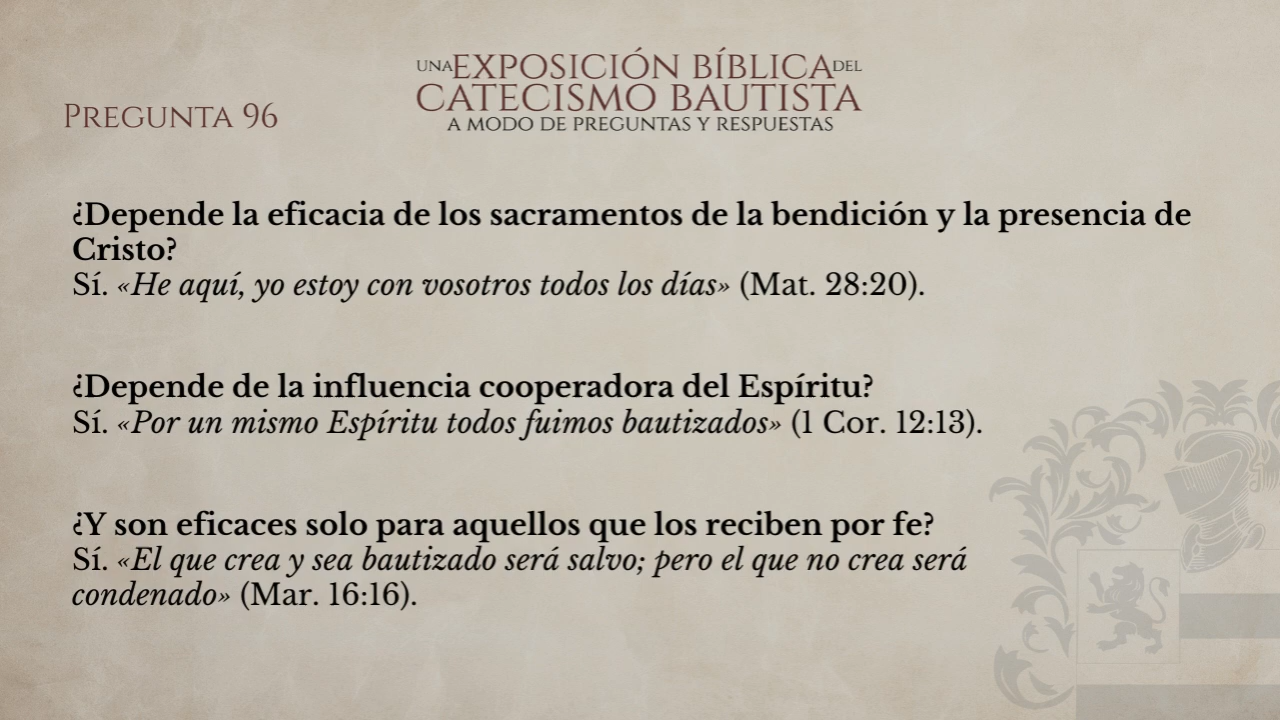 PREGUNTA 96
UNA EXPOSICIÓN BÍBLICA DEL
CATECISMO BAUTISTA
A MODO DE PREGUNTAS Y RESPUESTAS
¿Depende la eficacia de los sacramentos de la bendición y la presencia de
Cristo?
Sí. «He aquí, yo estoy con vosotros todos los días» (Mat. 28:20).
¿Depende de la influencia cooperadora del Espíritu?
Sí. «Por un mismo Espíritu todos fuimos bautizados» (1 Cor. 12:13).
¿Y son eficaces solo para aquellos que los reciben por fe?
Sí. «El que crea y sea bautizado será salvo; pero el que no crea será
condenado» (Mar. 16:16).